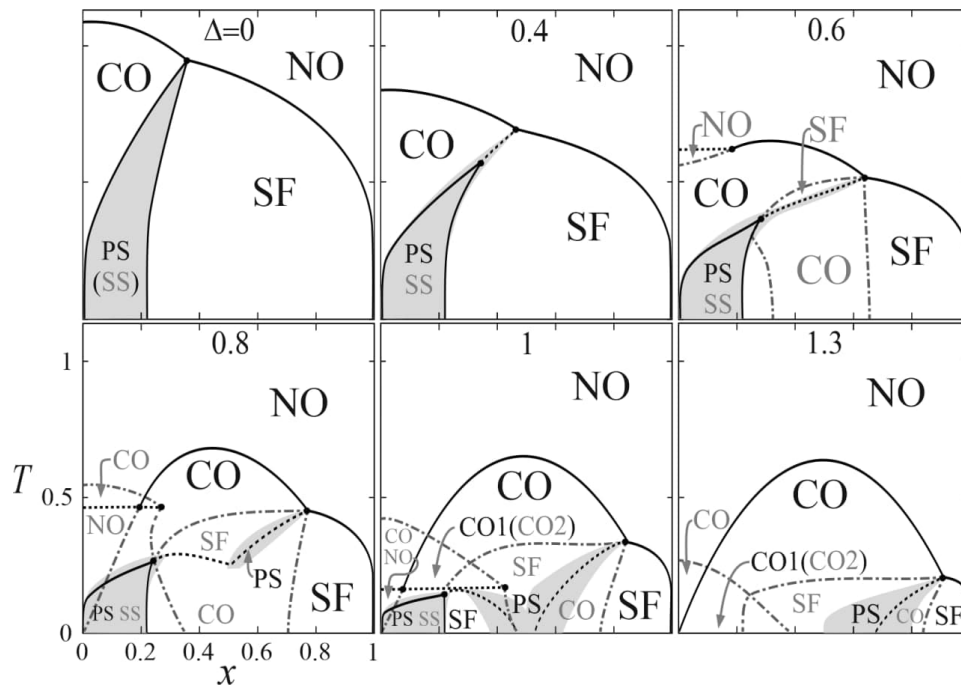 Δ=0 0.4 0.6
NO NO NO
CO CO NO SF
CO
SF SF CO SF
PS PS PS
(SS) SS SS
0.8 1 1.3
1 NO NO NO
CO CO CO CO
T 0.5 CO1(CO2) CO
NO CO NO CO1(CO2)
SF SF SF
PS PS PS
PS SS CO SF PS SS SF CO SF CO SF
0
0 0.2 0.4 0.6 0.8 1
x